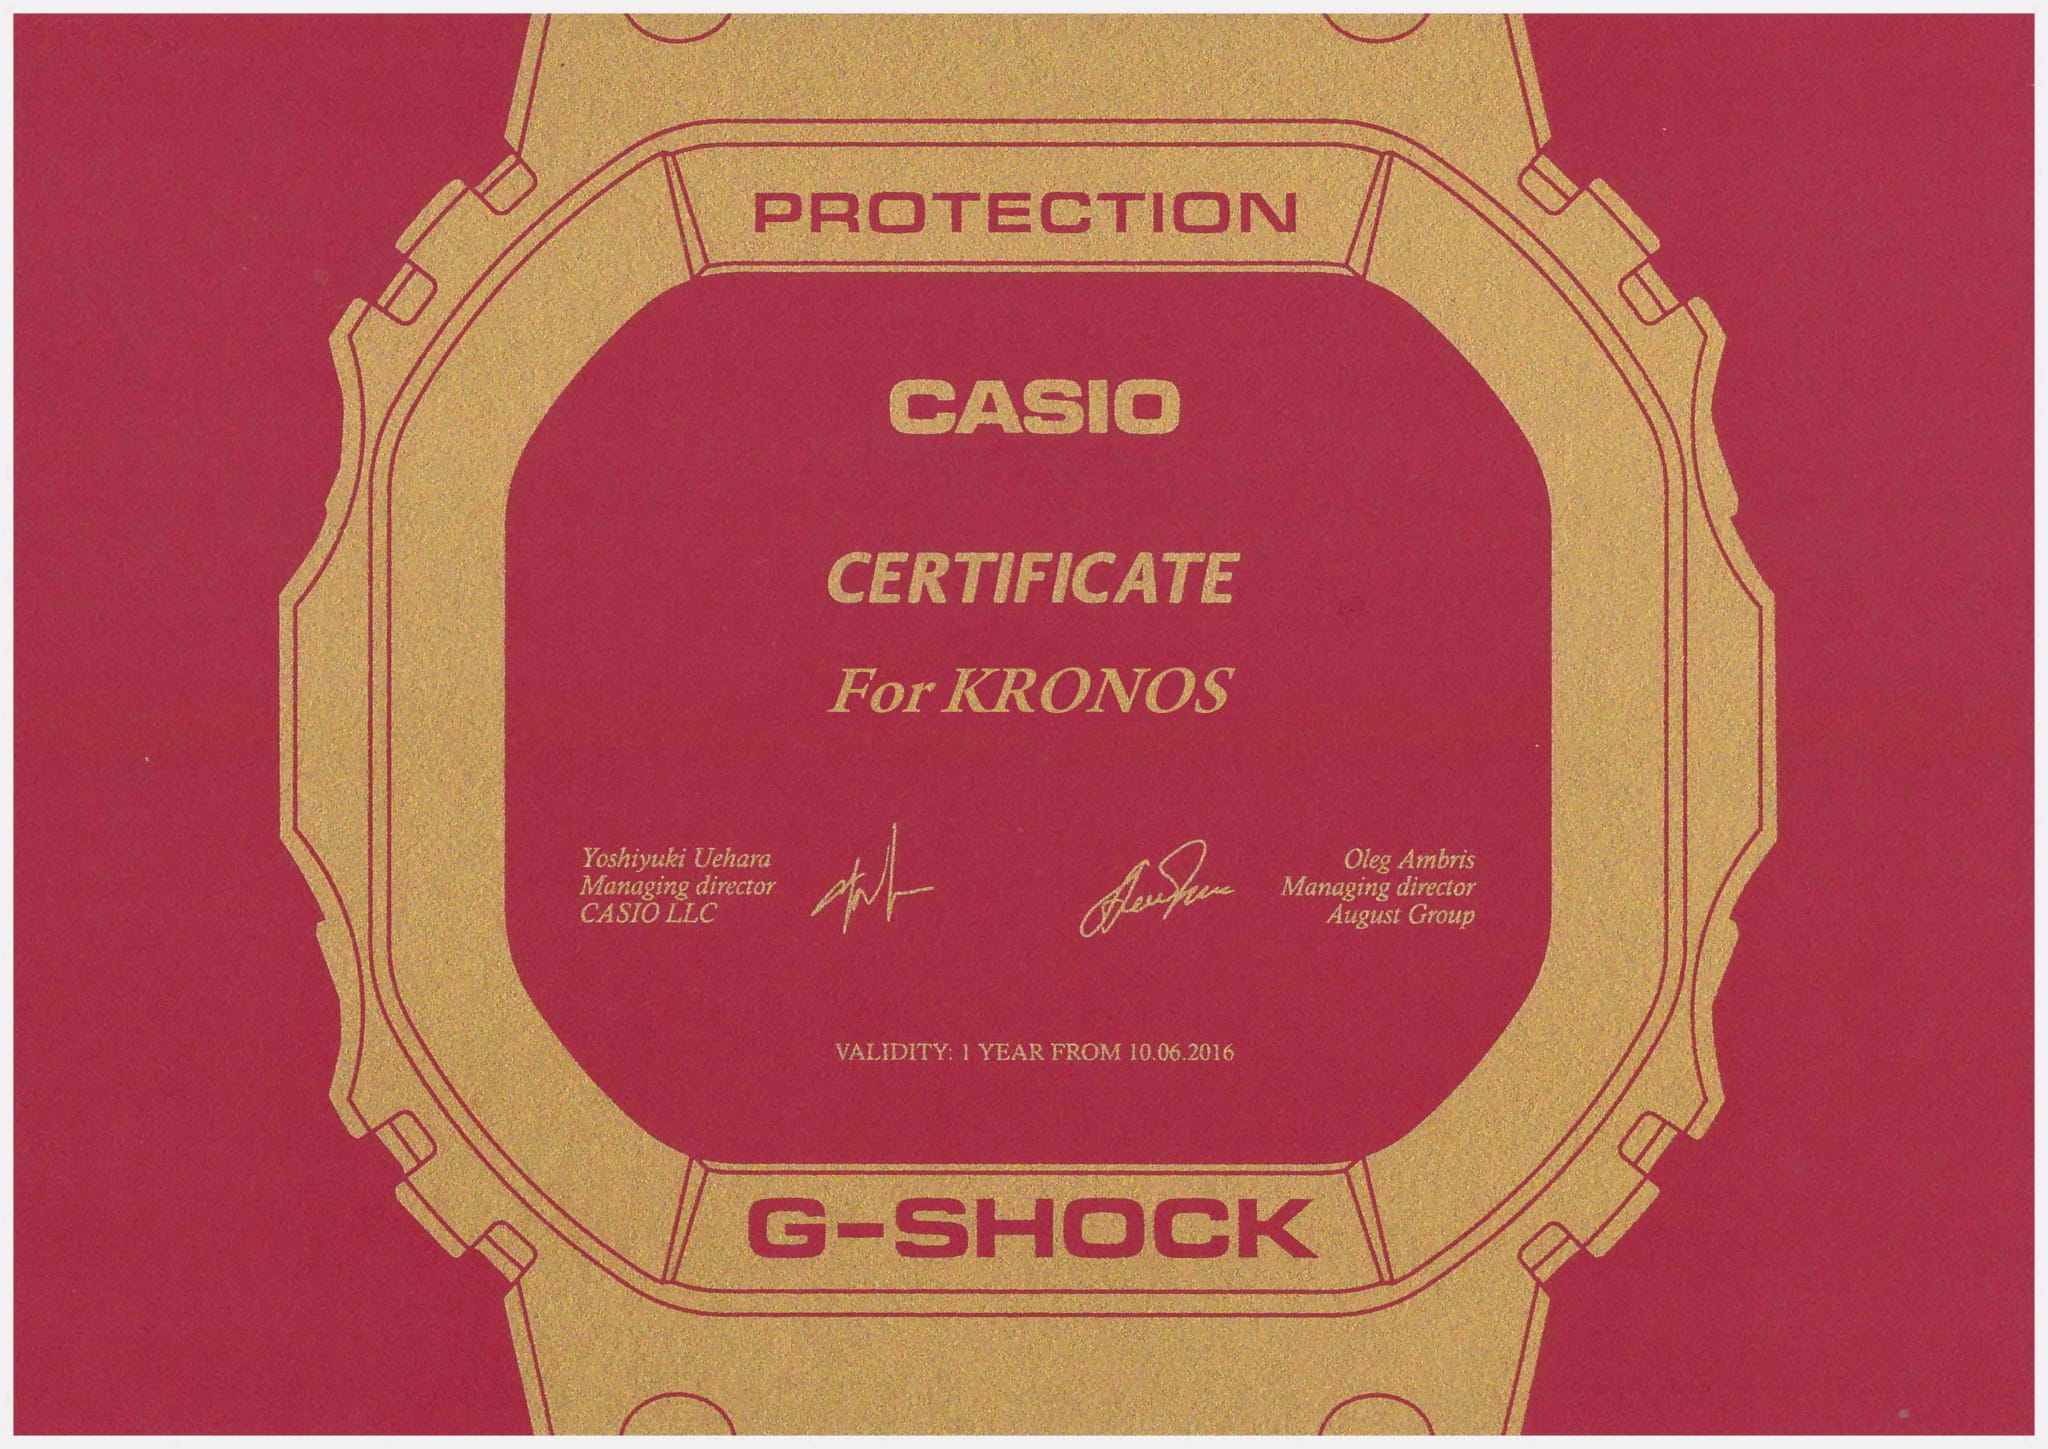 PROTECTION
CASIO
CERTIFICATE
For KRONOS
Yoshiyuki Uehara
Managing director
CASIO LLC
Oleg Ambris
Managing director
August Group
VALIDITY: 1 YEAR FROM 10.06.2016
G-SHOCK